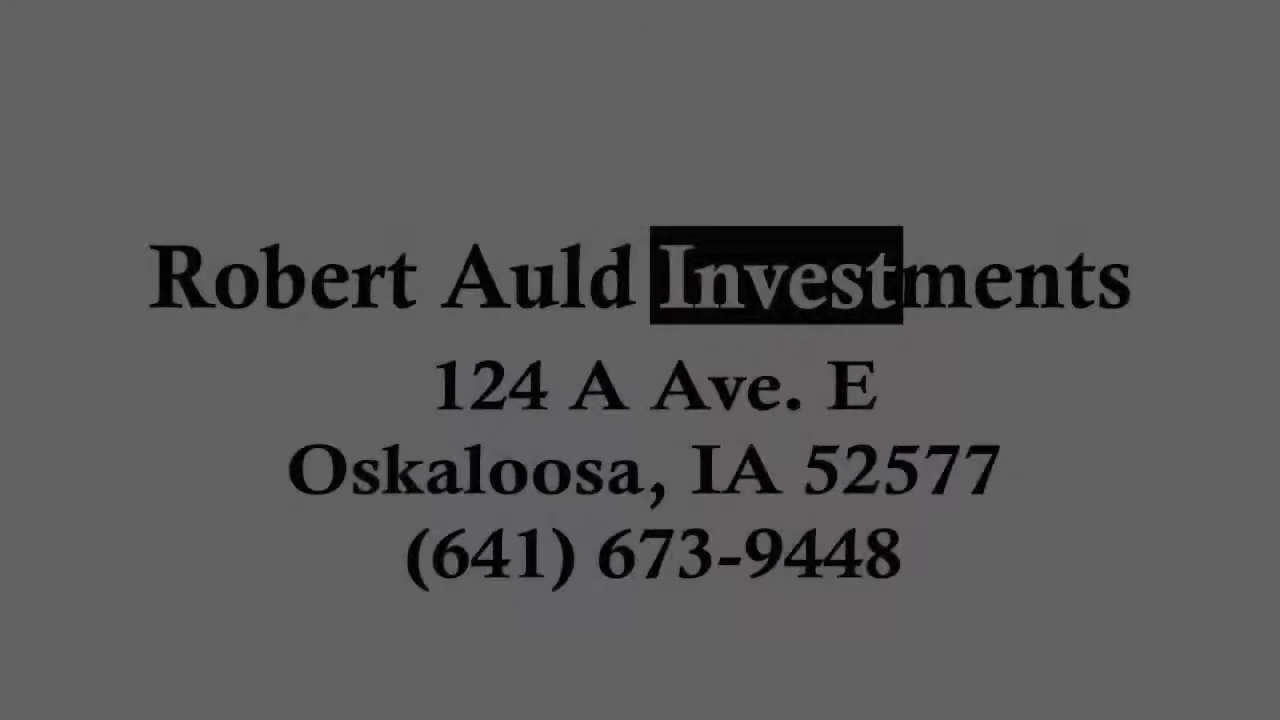 Robert Auld Investments
124 A Ave. E
Oskaloosa, IA 52577
(641) 673-9448